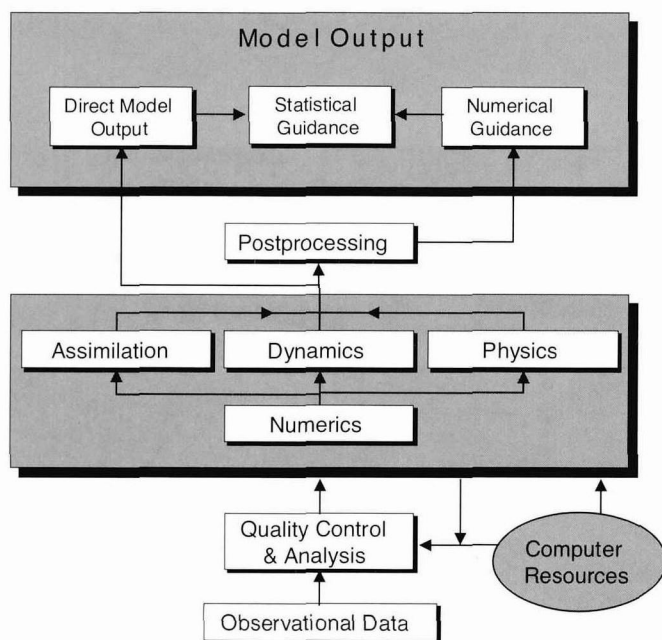 Model Output
Direct Model
Output
Statistical
Guidance
Numerical
Guidance
Postprocessing
Assimilation
Dynamics
Physics
Numerics
Quality Control
& Analysis
Computer
Resources
Observational Data